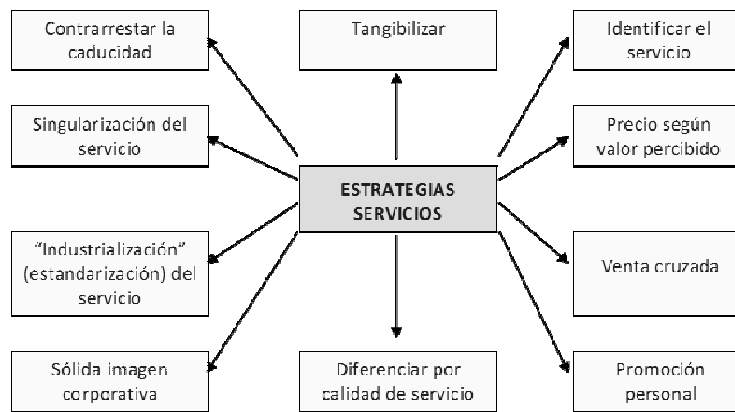 Contrarrestar la
caducidad
Tangibilizar
Identificar el
servicio
Singularización del
servicio
Precio según
valor percibido
ESTRATEGIAS
SERVICIOS
“Industrialización”
(estandarización) del
servicio
Venta cruzada
Sólida imagen
corporativa
Diferenciar por
calidad de servicio
Promoción
personal